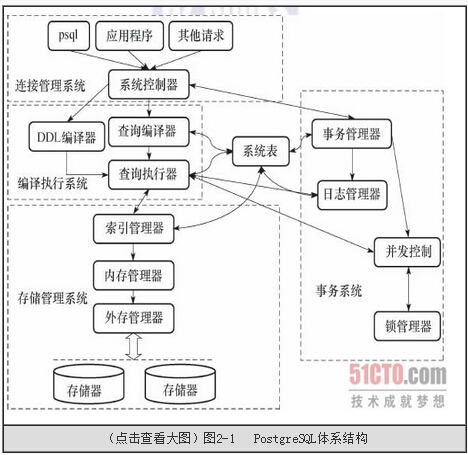 psql 应用程序 其他请求
连接管理系统 系统控制器
DDL编译器 查询编译器 系统表 事务管理器
编译执行系统 查询执行器 日志管理器
索引管理器 并发控制
内存管理器
存储管理系统 外存管理器 事务系统
锁管理器
存储器 存储器
51CTO.com
技术成就梦想
（点击查看大图）图2-1 PostgreSQL体系结构